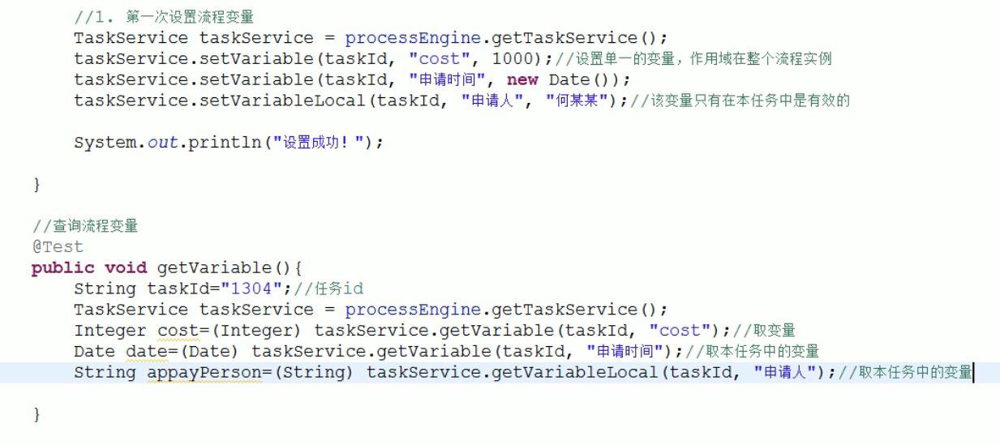 //1. 第一次设置流程变量
TaskService taskService = processEngine.getTaskService();
taskService.setVariable(taskId, "cost", 1000);//设置单一的变量，作用域在整个流程实例
taskService.setVariable(taskId, "申请时间", new Date());
taskService.setVariableLocal(taskId, "申请人", "何某某");//该变量只有在本任务中是有效的
System.out.println("设置成功！");
}
//查询流程变量
@Test
public void getVariable(){
String taskId="1304";//任务id
TaskService taskService = processEngine.getTaskService();
Integer cost=(Integer) taskService.getVariable(taskId, "cost");//取变量
Date date=(Date) taskService.getVariable(taskId, "申请时间");//取本任务中的变量
String appayPerson=(String) taskService.getVariableLocal(taskId, "申请人");//取本任务中的变量
}